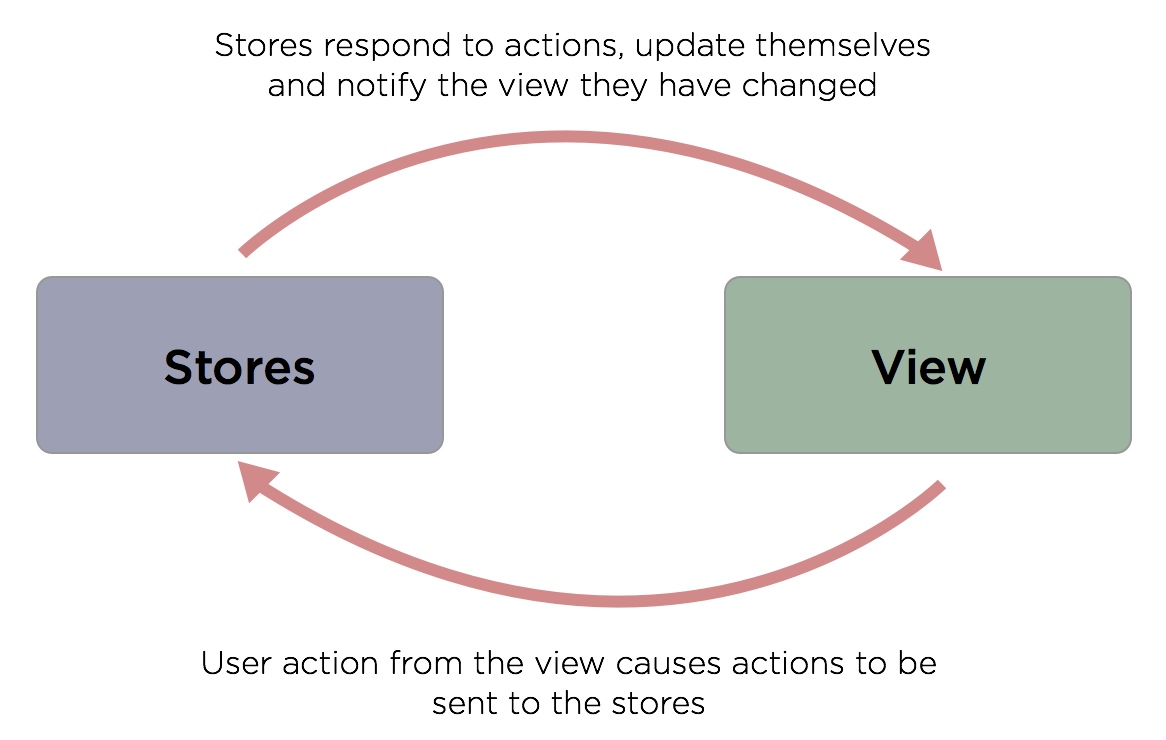 Stores respond to actions, update themselves
and notify the view they have changed
Stores
View
User action from the view causes actions to be
sent to the stores